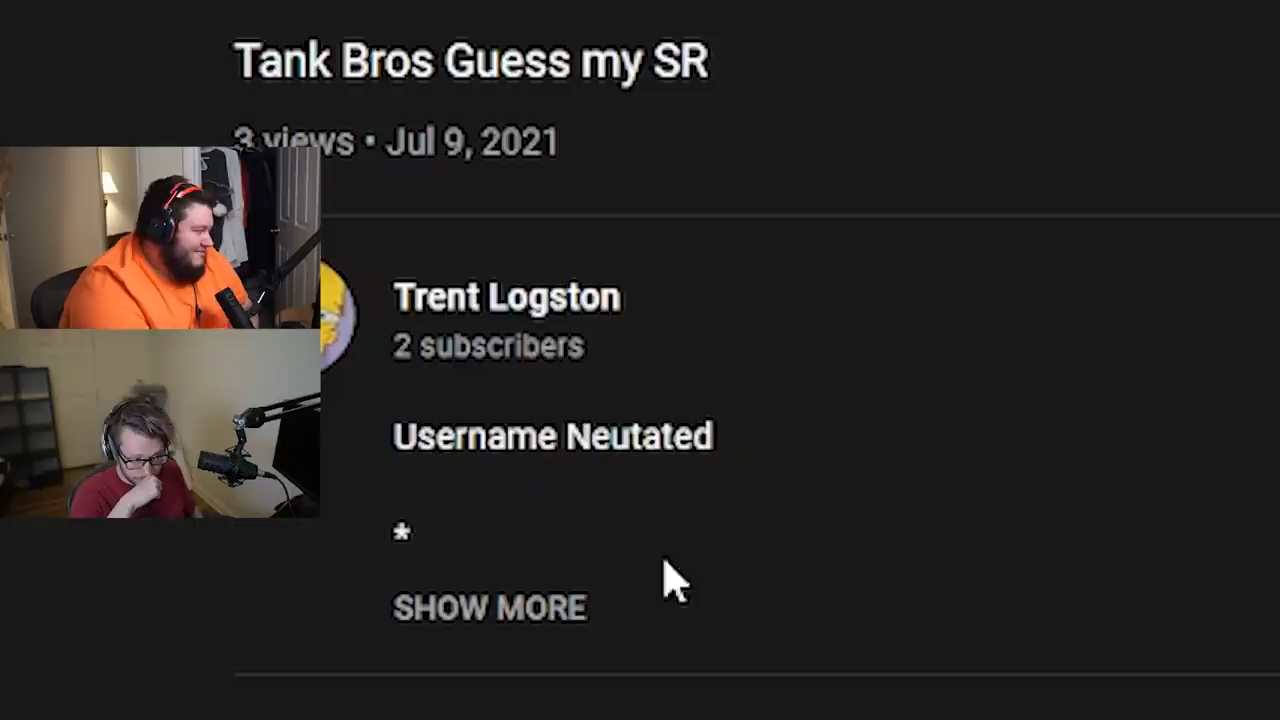 Tank Bros Guess my SR
3 views • Jul 9, 2021
Trent Logston
2 subscribers
Username Neutated
*
SHOW MORE